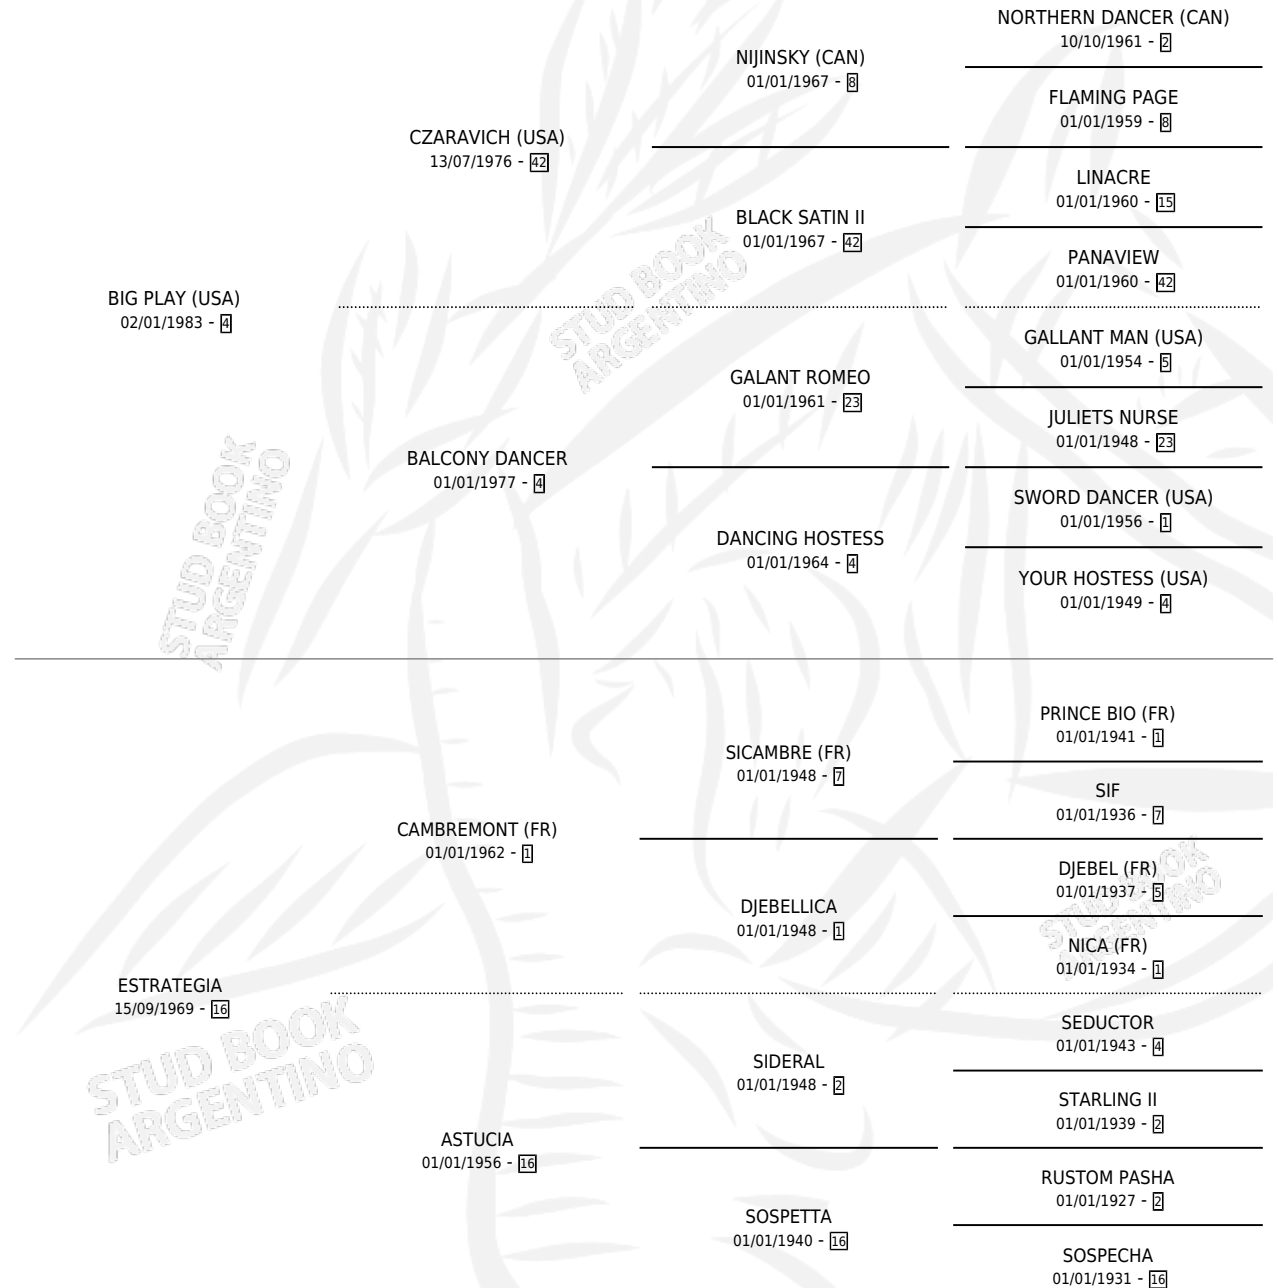 NORTHERN DANCER (CAN)
10/10/1961 - 2
NIJINSKY (CAN)
01/01/1967 - 8
FLAMING PAGE
01/01/1959 - 8
CZARAVICH (USA)
13/07/1976 - 42
LINACRE
01/01/1960 - 15
BLACK SATIN II
01/01/1967 - 42
PANAVIEW
01/01/1960 - 42
BIG PLAY (USA)
02/01/1983 - 4
STUD BOOK
ARGENTINO
GALLANT MAN (USA)
01/01/1954 - 5
GALANT ROMEO
01/01/1961 - 23
JULIETS NURSE
01/01/1948 - 23
BALCONY DANCER
01/01/1977 - 4
SWORD DANCER (USA)
01/01/1956 - 1
DANCING HOSTESS
01/01/1964 - 4
YOUR HOSTESS (USA)
01/01/1949 - 4
STUD BOOK
ARGENTINO
PRINCE BIO (FR)
01/01/1941 - 1
SICAMBRE (FR)
01/01/1948 - 7
SIF
01/01/1936 - 7
CAMBREMONT (FR)
01/01/1962 - 1
DJEBEL (FR)
01/01/1937 - 5
DJEBELLICA
01/01/1948 - 1
STUD BOOK
ARGENTINO
NICA (FR)
01/01/1934 - 1
ESTRATEGIA
15/09/1969 - 16
STUD BOOK
ARGENTINO
SEDUCTOR
01/01/1943 - 4
SIDERAL
01/01/1948 - 2
STARLING II
01/01/1939 - 2
ASTUCIA
01/01/1956 - 16
RUSTOM PASHA
01/01/1927 - 2
SOSPETTA
01/01/1940 - 16
SOSPECHA
01/01/1931 - 16